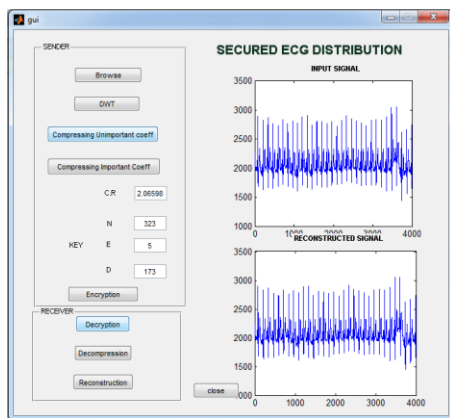 gui
SENDER
Browse
DWT
Compressing Unimportant coeff
Compressing Important Coeff
C.R 2.06598
N 323
KEY E 5
D 173
Encryption
RECEIVER
Decryption
Decompression
Reconstruction
close
SECURED ECG DISTRIBUTION
INPUT SIGNAL
3500
3000
2500
2000
1500
1000
0 1000 2000 3000 4000
RECONSTRUCTED SIGNAL
3500
3000
2500
2000
1500
0 1000 2000 3000 4000